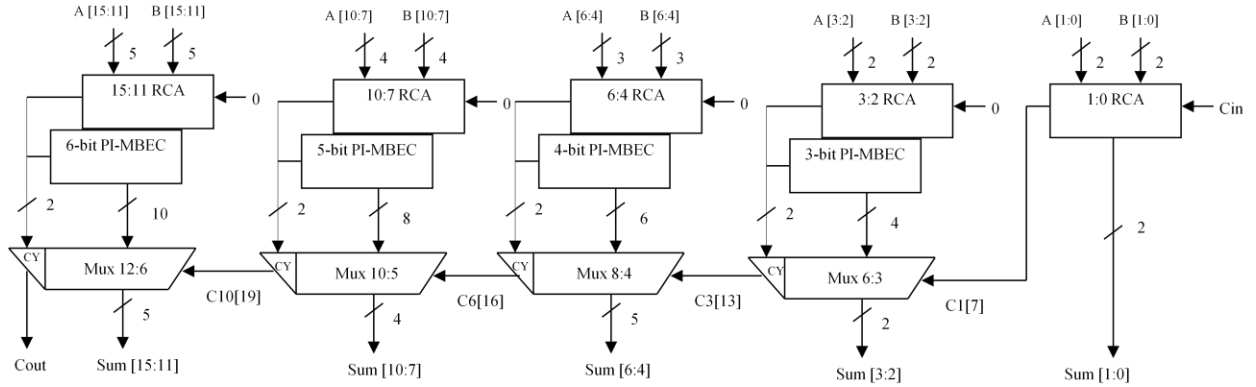 A [15:11] B [15:11] A [10:7] B [10:7] A [6:4] B [6:4] A [3:2] B [3:2] A [1:0] B [1:0]
5 5 4 4 3 3 2 2 2 2
15:11 RCA 0 10:7 RCA 0 6:4 RCA 0 3:2 RCA 0 1:0 RCA Cin
6-bit PI-MBEC 5-bit PI-MBEC 4-bit PI-MBEC 3-bit PI-MBEC
2 10 2 8 2 6 2 4 2
CY Mux 12:6 CY Mux 10:5 CY Mux 8:4 CY Mux 6:3
C10[19] C6[16] C3[13] C1[7]
5 4 5 2
Cout Sum [15:11] Sum [10:7] Sum [6:4] Sum [3:2] Sum [1:0]